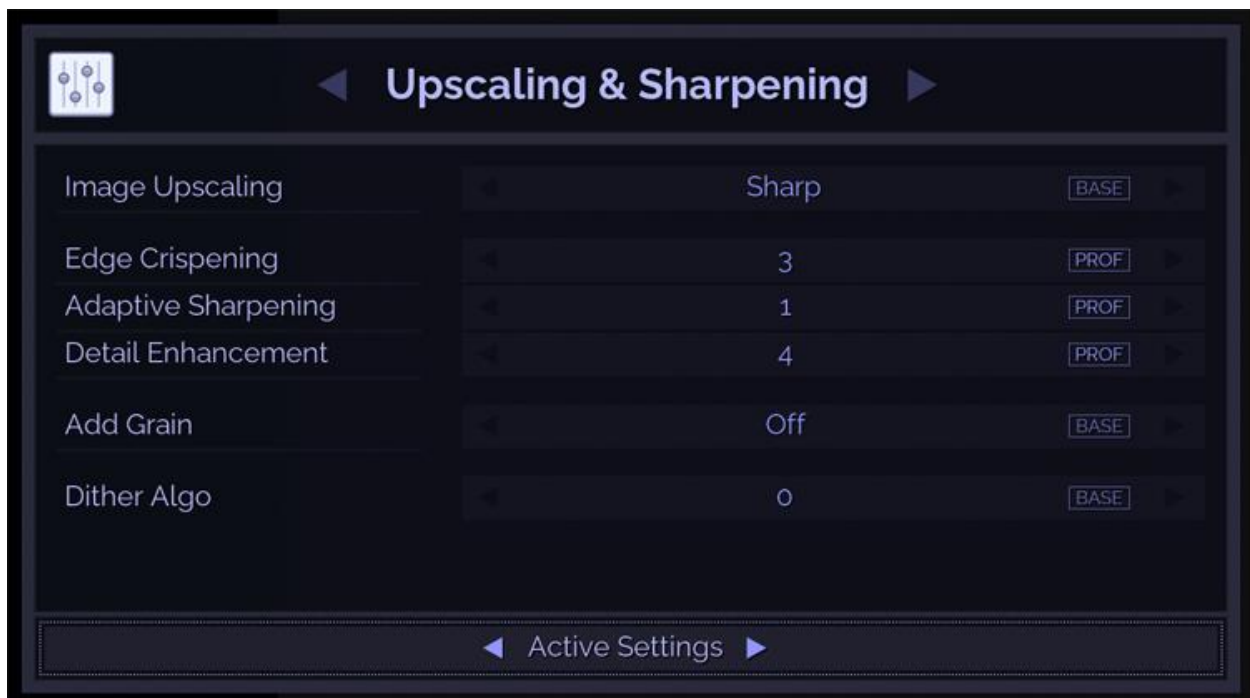 Upscaling & Sharpening
Image Upscaling Sharp BASE
Edge Crispening 3 PROF
Adaptive Sharpening 1 PROF
Detail Enhancement 4 PROF
Add Grain Off BASE
Dither Algo 0 BASE
Active Settings